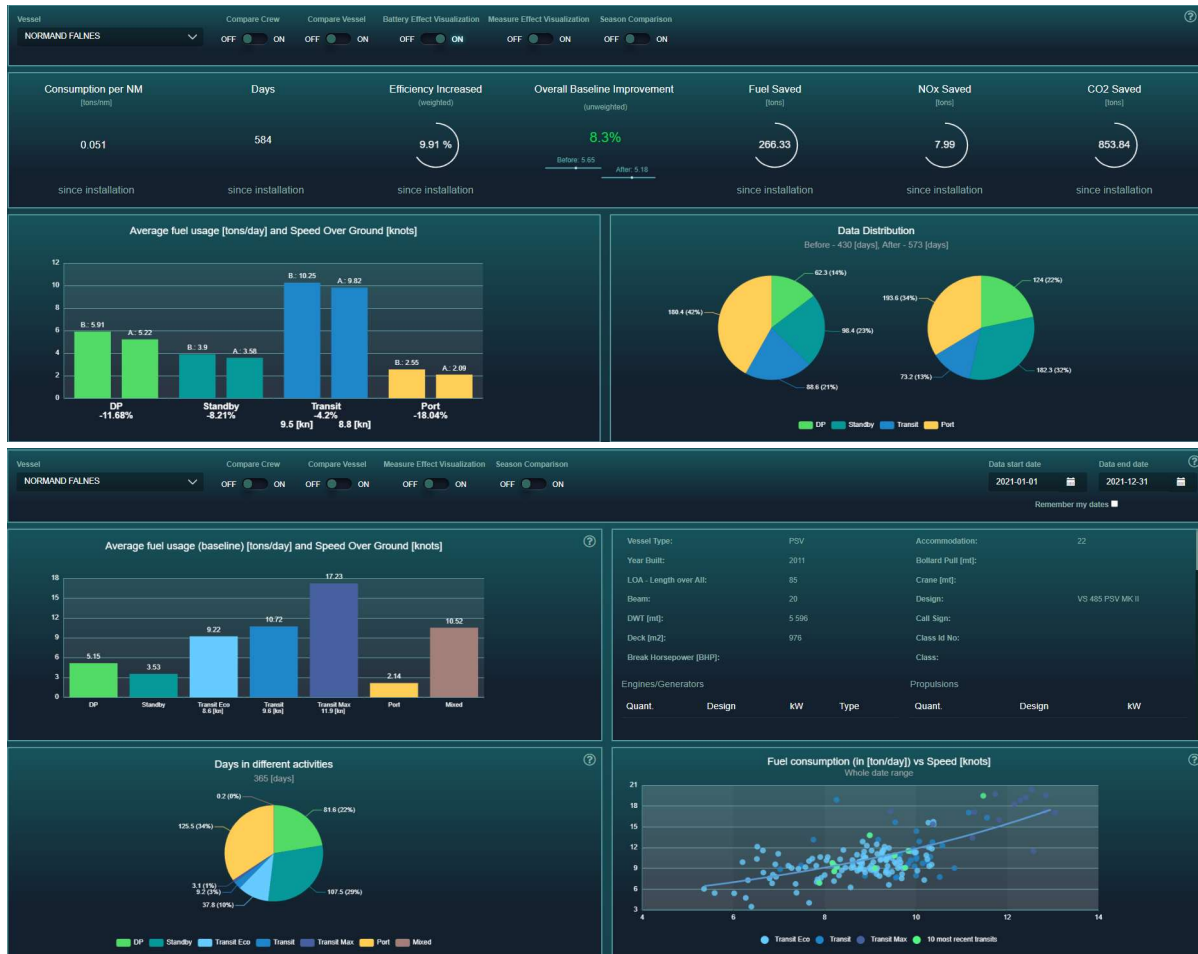 Vessel
Compare Crew
Compare Vessel
Battery Effect Visualization
Measure Effect Visualization
Season Comparison
NORMAND FALNES
OFF ON
OFF ON
OFF ON
OFF ON
OFF ON
Consumption per NM
[tons/nm]
0.051
since installation
Days
584
since installation
Efficiency Increased
(weighted)
9.91 %
since installation
Overall Baseline Improvement
(unweighted)
8.3%
Before: 5.65
After: 5.18
Fuel Saved
[tons]
266.33
since installation
NOx Saved
[tons]
7.99
since installation
CO2 Saved
[tons]
853.84
since installation
Average fuel usage [tons/day] and Speed Over Ground [knots]
12
10
8
6
4
2
0
B.: 5.91
A.: 5.22
B.: 3.9
A.: 3.58
B.: 10.25
A.: 9.82
B.: 2.55
A.: 2.09
DP
-11.68%
Standby
-8.21%
Transit
-4.2%
9.5 [kn] 8.8 [kn]
Port
-18.04%
Data Distribution
Before - 430 [days], After - 573 [days]
62.3 (14%)
98.4 (23%)
88.6 (21%)
180.4 (42%)
124 (22%)
182.3 (32%)
73.2 (13%)
193.6 (34%)
DP Standby Transit Port
Vessel
Compare Crew
Compare Vessel
Measure Effect Visualization
Season Comparison
NORMAND FALNES
OFF ON
OFF ON
OFF ON
OFF ON
Data start date
2021-01-01
Data end date
2021-12-31
Remember my dates
?
Average fuel usage (baseline) [tons/day] and Speed Over Ground [knots]
?
18
15
12
9
6
3
0
5.15
3.53
9.22
10.72
17.23
2.14
10.52
DP
Standby
Transit Eco
8.6 [kn]
Transit
9.6 [kn]
Transit Max
11.9 [kn]
Port
Mixed
Vessel Type: PSV
Year Built: 2011
LOA - Length over All: 85
Beam: 20
DWT [mt]: 5 596
Deck [m2]: 976
Break Horsepower [BHP]:
Accommodation: 22
Bollard Pull [mt]:
Crane [mt]:
Design: VS 485 PSV MK II
Call Sign:
Class Id No:
Class:
Engines/Generators
Quant. Design kW Type
Propulsions
Quant. Design kW
Days in different activities
365 [days]
?
0.2 (0%)
81.6 (22%)
107.5 (29%)
37.8 (10%)
9.2 (3%)
3.1 (1%)
125.5 (34%)
DP Standby Transit Eco Transit Transit Max Port Mixed
Fuel consumption (in [ton/day]) vs Speed [knots]
Whole date range
?
21
18
15
12
9
6
3
4 6 8 10 12 14
Transit Eco Transit Transit Max 10 most recent transits